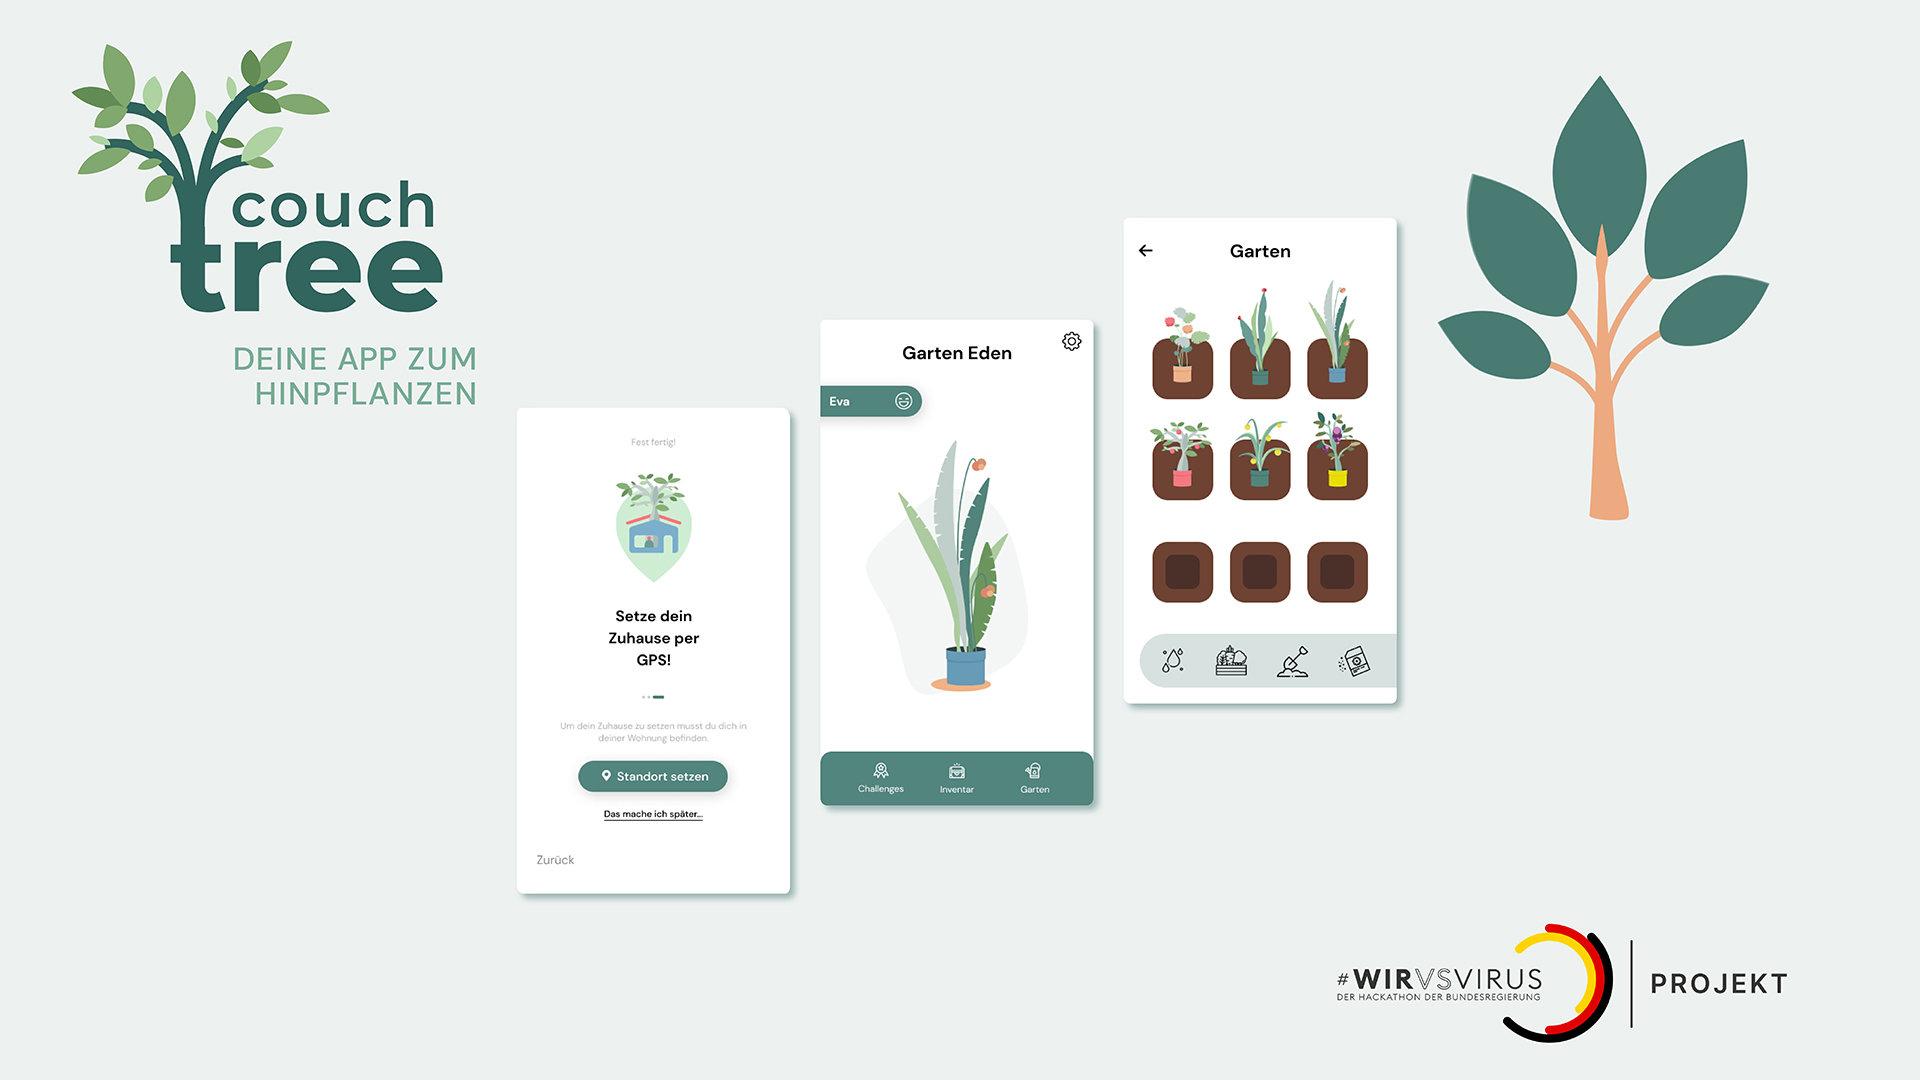 couch
tree
DEINE APP ZUM
HINPFLANZEN
Fest fertig!
Setze dein
Zuhause per
GPS!
Um dein Zuhause zu setzen musst du dich in
deiner Wohnung befinden.
Standort setzen
Das mache ich später...
Zurück
Garten Eden
Eva
Challenges
Inventar
Garten
Garten
#WIRVSVIRUS
DER HACKATHON DER BUNDESREGIERUNG
PROJEKT